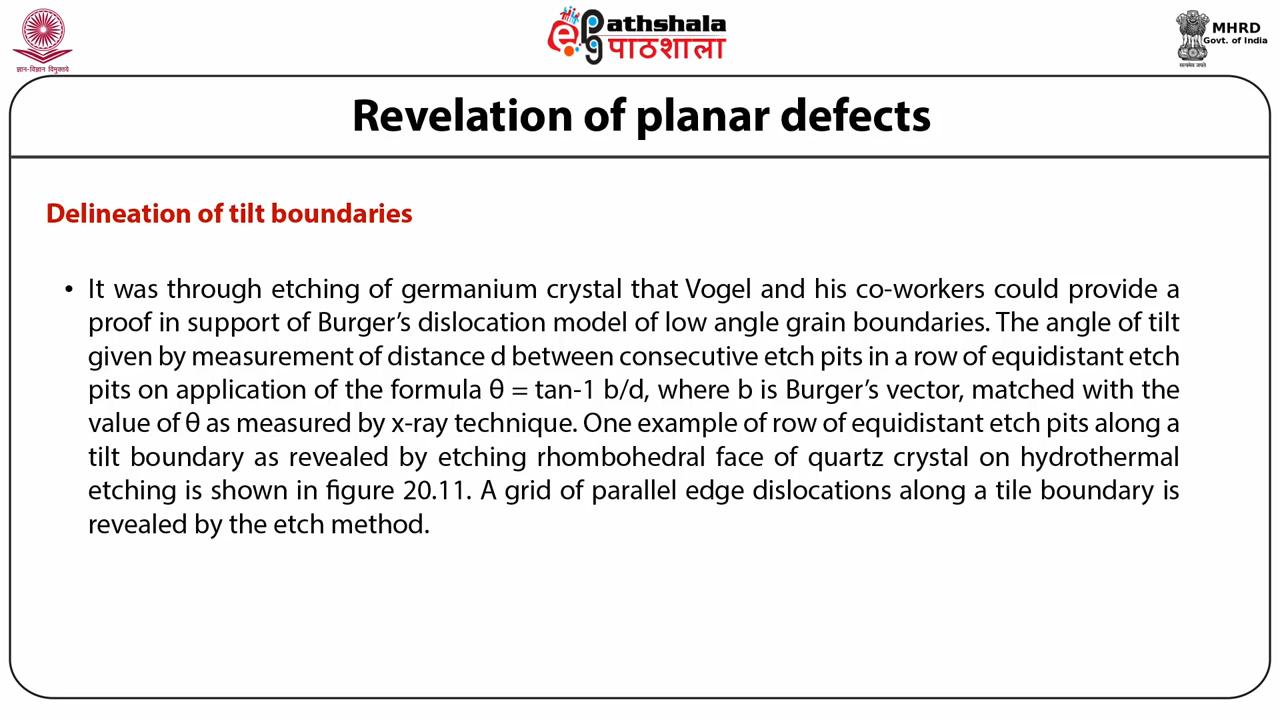 ज्ञान-विज्ञान विमुक्तये
epg
athshala
पाठशाला
MHRD
Govt. of India
सत्यमेव जयते
Revelation of planar defects
Delineation of tilt boundaries
• It was through etching of germanium crystal that Vogel and his co-workers could provide a
proof in support of Burger’s dislocation model of low angle grain boundaries. The angle of tilt
given by measurement of distance d between consecutive etch pits in a row of equidistant etch
pits on application of the formula θ = tan-1 b/d, where b is Burger’s vector, matched with the
value of θ as measured by x-ray technique. One example of row of equidistant etch pits along a
tilt boundary as revealed by etching rhombohedral face of quartz crystal on hydrothermal
etching is shown in figure 20.11. A grid of parallel edge dislocations along a tile boundary is
revealed by the etch method.